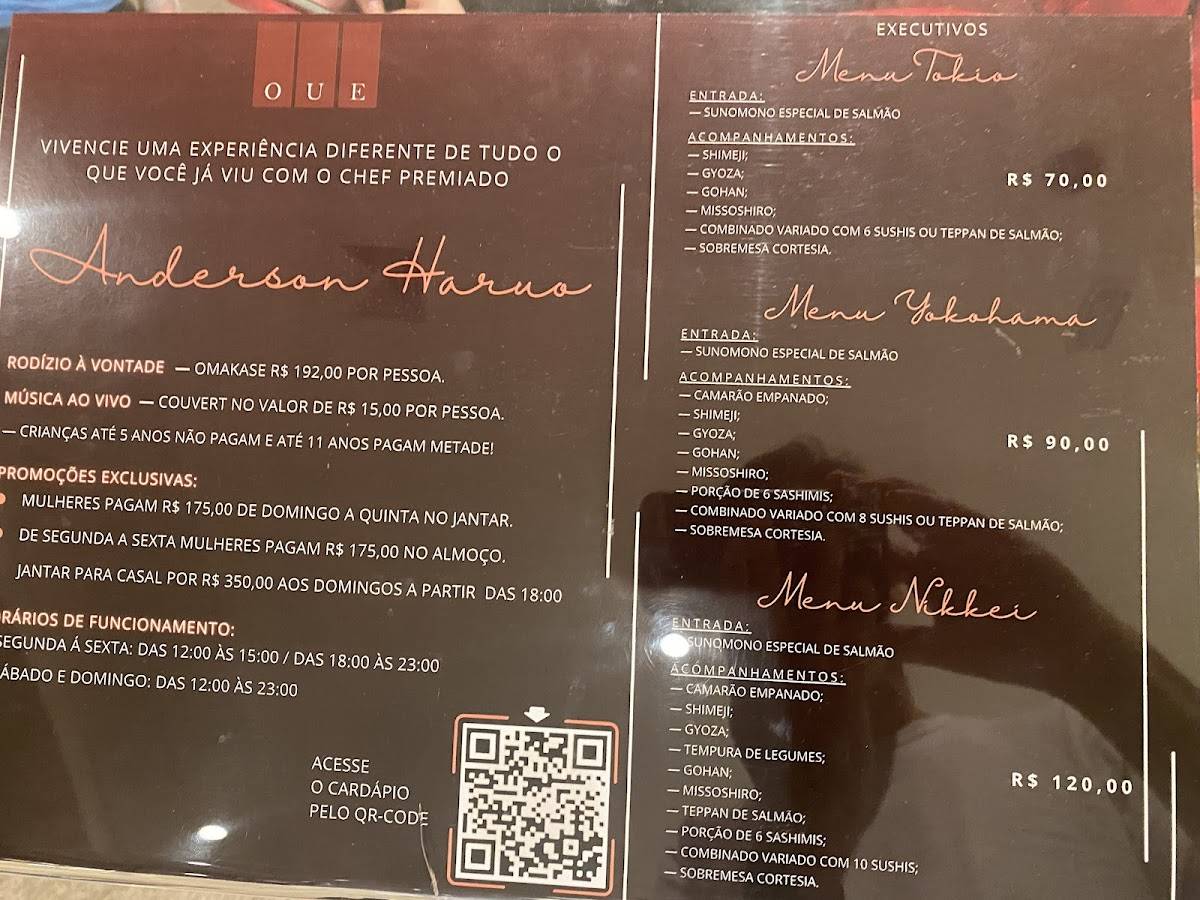 OUE
VIVENCIE UMA EXPERIÊNCIA DIFERENTE DE TUDO O
QUE VOCÊ JÁ VIU COM O CHEF PREMIADO
Anderson Haruo
RODÍZIO À VONTADE — OMAKASE R$ 192,00 POR PESSOA.
MÚSICA AO VIVO — COUVERT NO VALOR DE R$ 15,00 POR PESSOA.
— CRIANÇAS ATÉ 5 ANOS NÃO PAGAM E ATÉ 11 ANOS PAGAM METADE!
PROMOÇÕES EXCLUSIVAS:
MULHERES PAGAM R$ 175,00 DE DOMINGO A QUINTA NO JANTAR.
DE SEGUNDA A SEXTA MULHERES PAGAM R$ 175,00 NO ALMOÇO.
JANTAR PARA CASAL POR R$ 350,00 AOS DOMINGOS A PARTIR DAS 18:00
RÁRIOS DE FUNCIONAMENTO:
SEGUNDA Á SEXTA: DAS 12:00 ÀS 15:00 / DAS 18:00 ÀS 23:00
ÁBADO E DOMINGO: DAS 12:00 ÀS 23:00
ACESSE
O CARDÁPIO
PELO QR-CODE
EXECUTIVOS
Menu Tokio
ENTRADA:
— SUNOMONO ESPECIAL DE SALMÃO
ACOMPANHAMENTOS:
— SHIMEJI;
— GYOZA;
— GOHAN;
— MISSOSHIRO;
— COMBINADO VARIADO COM 6 SUSHIS OU TEPPAN DE SALMÃO;
— SOBREMESA CORTESIA.
R$ 70,00
Menu Yokohama
ENTRADA:
— SUNOMONO ESPECIAL DE SALMÃO
ACOMPANHAMENTOS:
— CAMARÃO EMPANADO;
— SHIMEJI;
— GYOZA;
— GOHAN;
— MISSOSHIRO;
— PORÇÃO DE 6 SASHIMIS;
— COMBINADO VARIADO COM 8 SUSHIS OU TEPPAN DE SALMÃO;
— SOBREMESA CORTESIA.
R$ 90,00
Menu Nikkei
ENTRADA:
— SUNOMONO ESPECIAL DE SALMÃO
ACOMPANHAMENTOS:
— CAMARÃO EMPANADO;
— SHIMEJI;
— GYOZA;
— TEMPURA DE LEGUMES;
— GOHAN;
— MISSOSHIRO;
— TEPPAN DE SALMÃO;
— PORÇÃO DE 6 SASHIMIS;
— COMBINADO VARIADO COM 10 SUSHIS;
— SOBREMESA CORTESIA.
R$ 120,00